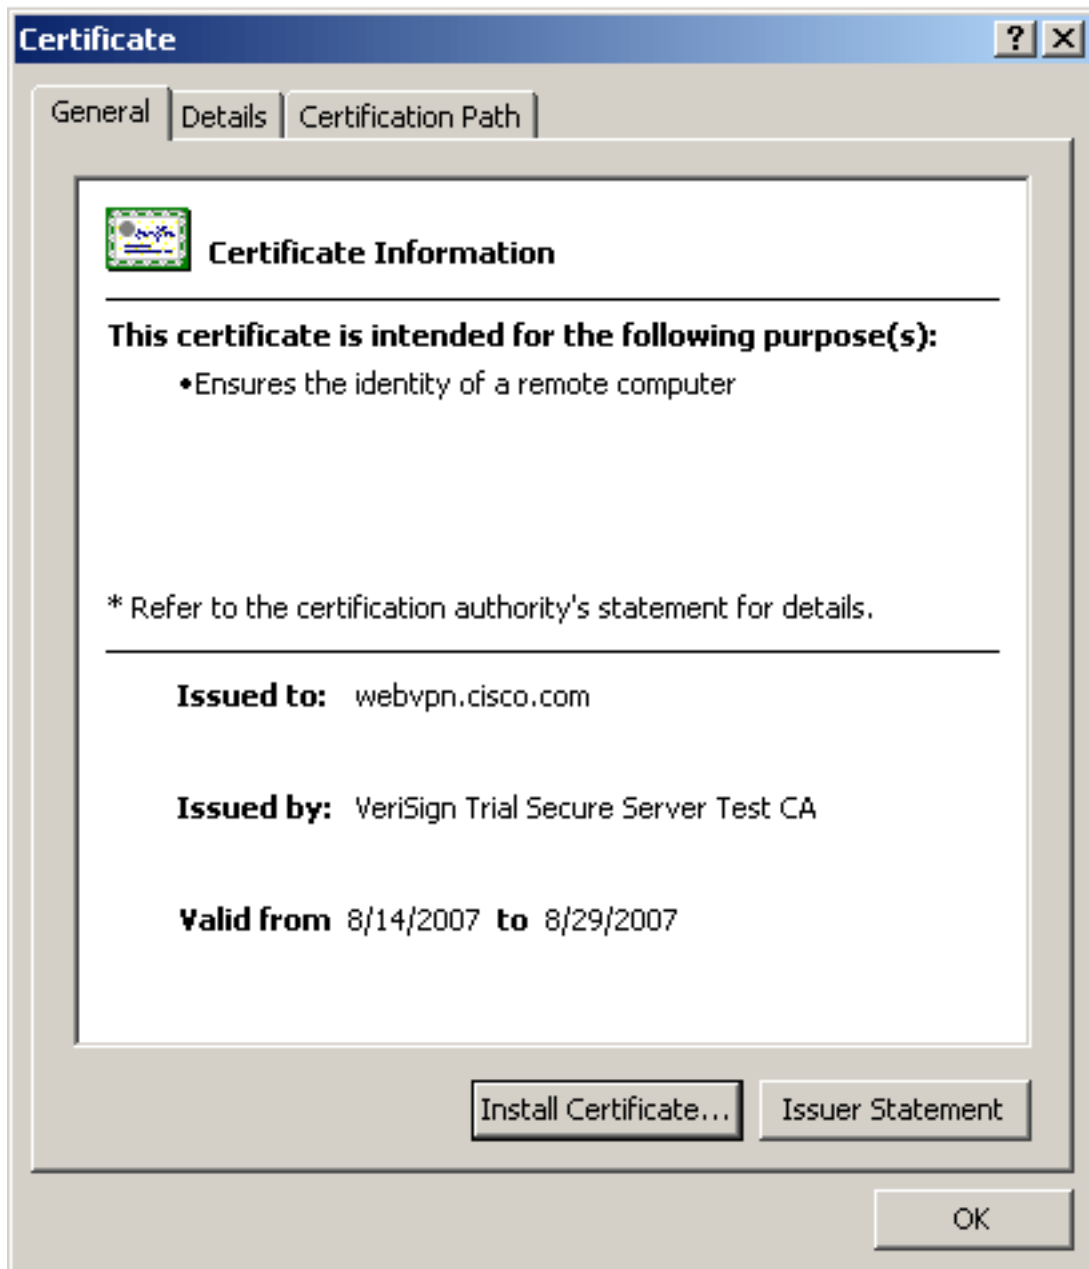 Certificate
General Details Certification Path
Certificate Information
This certificate is intended for the following purpose(s):
•Ensures the identity of a remote computer
* Refer to the certification authority's statement for details.
Issued to: webvpn.cisco.com
Issued by: VeriSign Trial Secure Server Test CA
Valid from 8/14/2007 to 8/29/2007
Install Certificate... Issuer Statement
OK